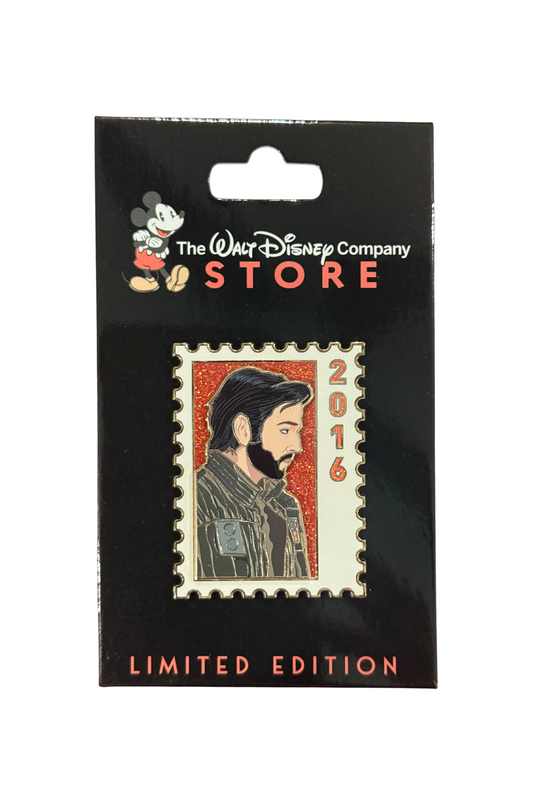 The WALT DISNEY Company
STORE
2016
LIMITED EDITION